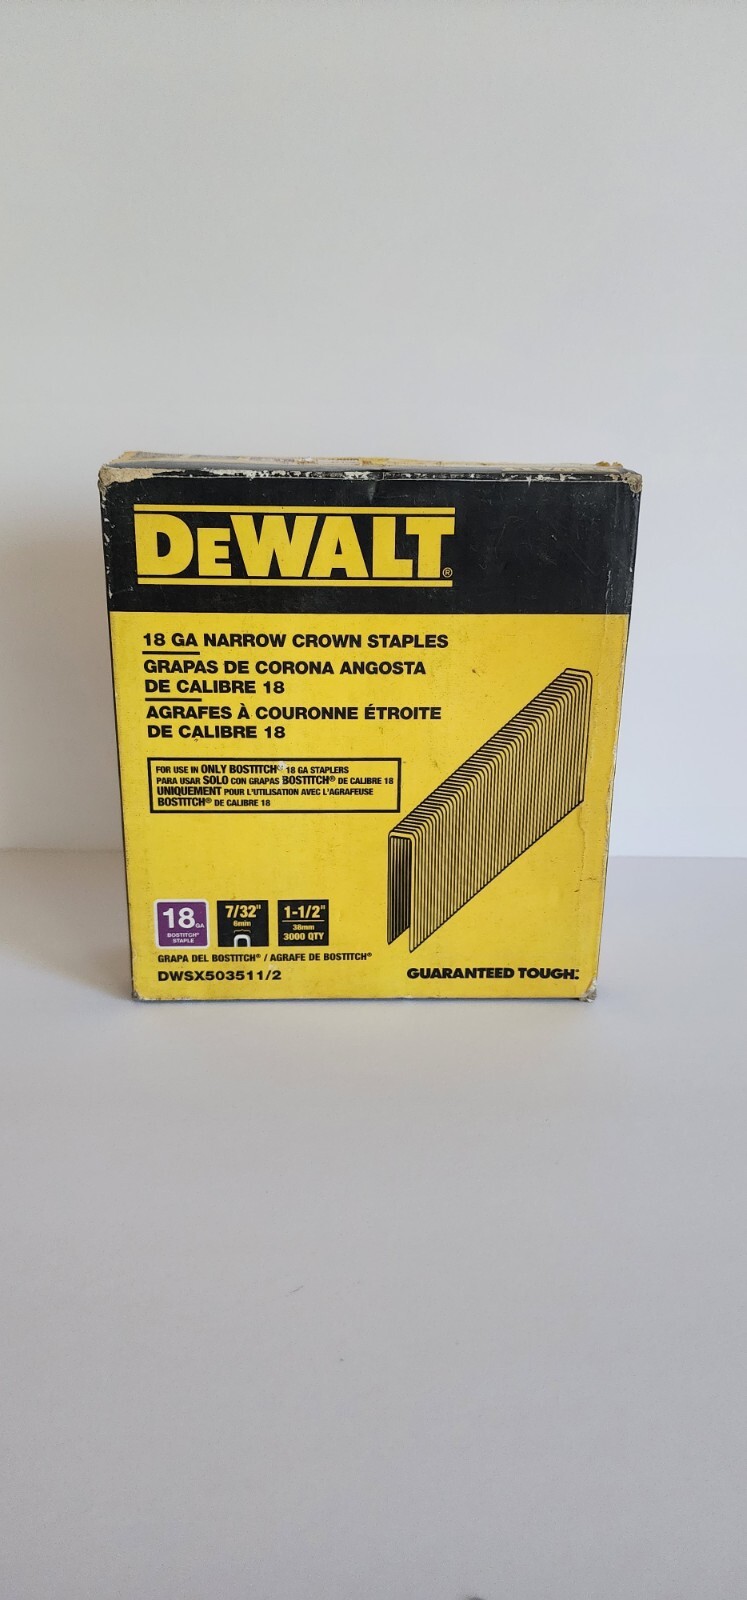 DEWALT®
18 GA NARROW CROWN STAPLES
GRAPAS DE CORONA ANGOSTA
DE CALIBRE 18
AGRAFES À COURONNE ÉTROITE
DE CALIBRE 18
FOR USE IN ONLY BOSTITCH® 18 GA STAPLERS
PARA USAR SOLO CON GRAPAS BOSTITCH® DE CALIBRE 18
UNIQUEMENT POUR L'UTILISATION AVEC L'AGRAFEUSE
BOSTITCH® DE CALIBRE 18
18 GA
BOSTITCH®
STAPLE
7/32"
6mm
1-1/2"
38mm
3000 QTY
GRAPA DEL BOSTITCH® / AGRAFE DE BOSTITCH®
DWSX503511/2
GUARANTEED TOUGH.